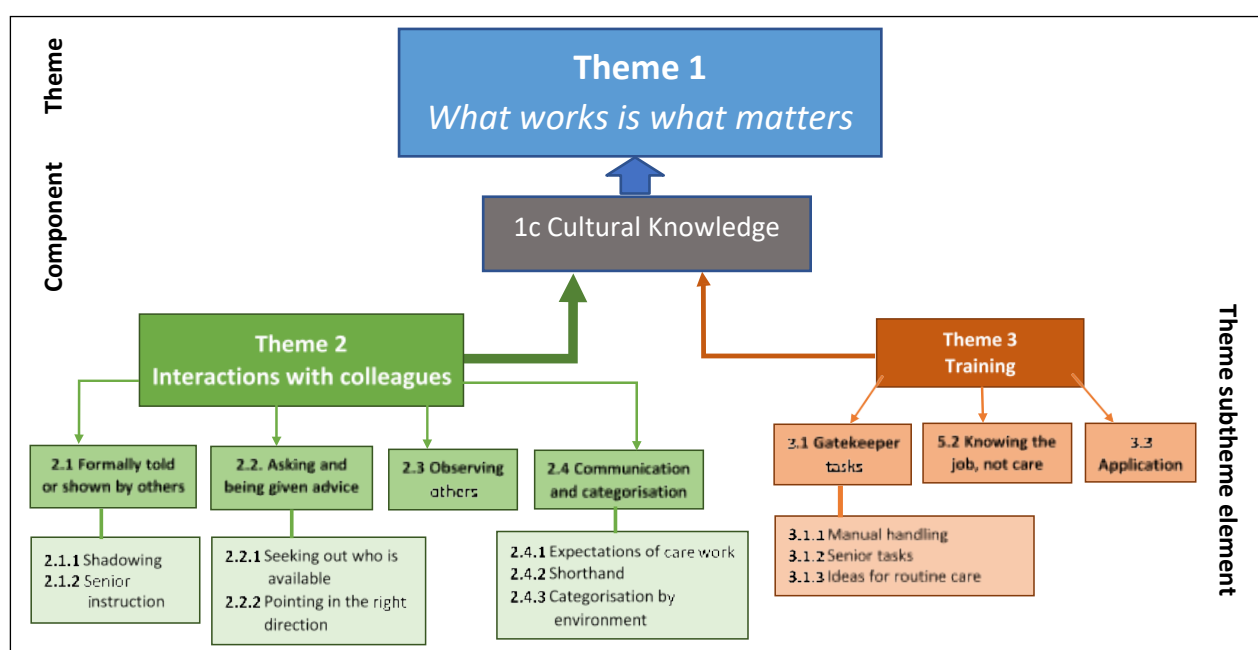 Theme
Theme 1
What works is what matters
Component
1c Cultural Knowledge
Theme subtheme element
Theme 2
Interactions with colleagues
Theme 3
Training
2.1 Formally told
or shown by others
2.2. Asking and
being given advice
2.3 Observing
others
2.4 Communication
and categorisation
3.1 Gatekeeper
tasks
5.2 Knowing the
job, not care
3.3
Application
2.1.1 Shadowing
2.1.2 Senior
instruction
2.2.1 Seeking out who is
available
2.2.2 Pointing in the right
direction
2.4.1 Expectations of care work
2.4.2 Shorthand
2.4.3 Categorisation by
environment
3.1.1 Manual handling
3.1.2 Senior tasks
3.1.3 Ideas for routine care